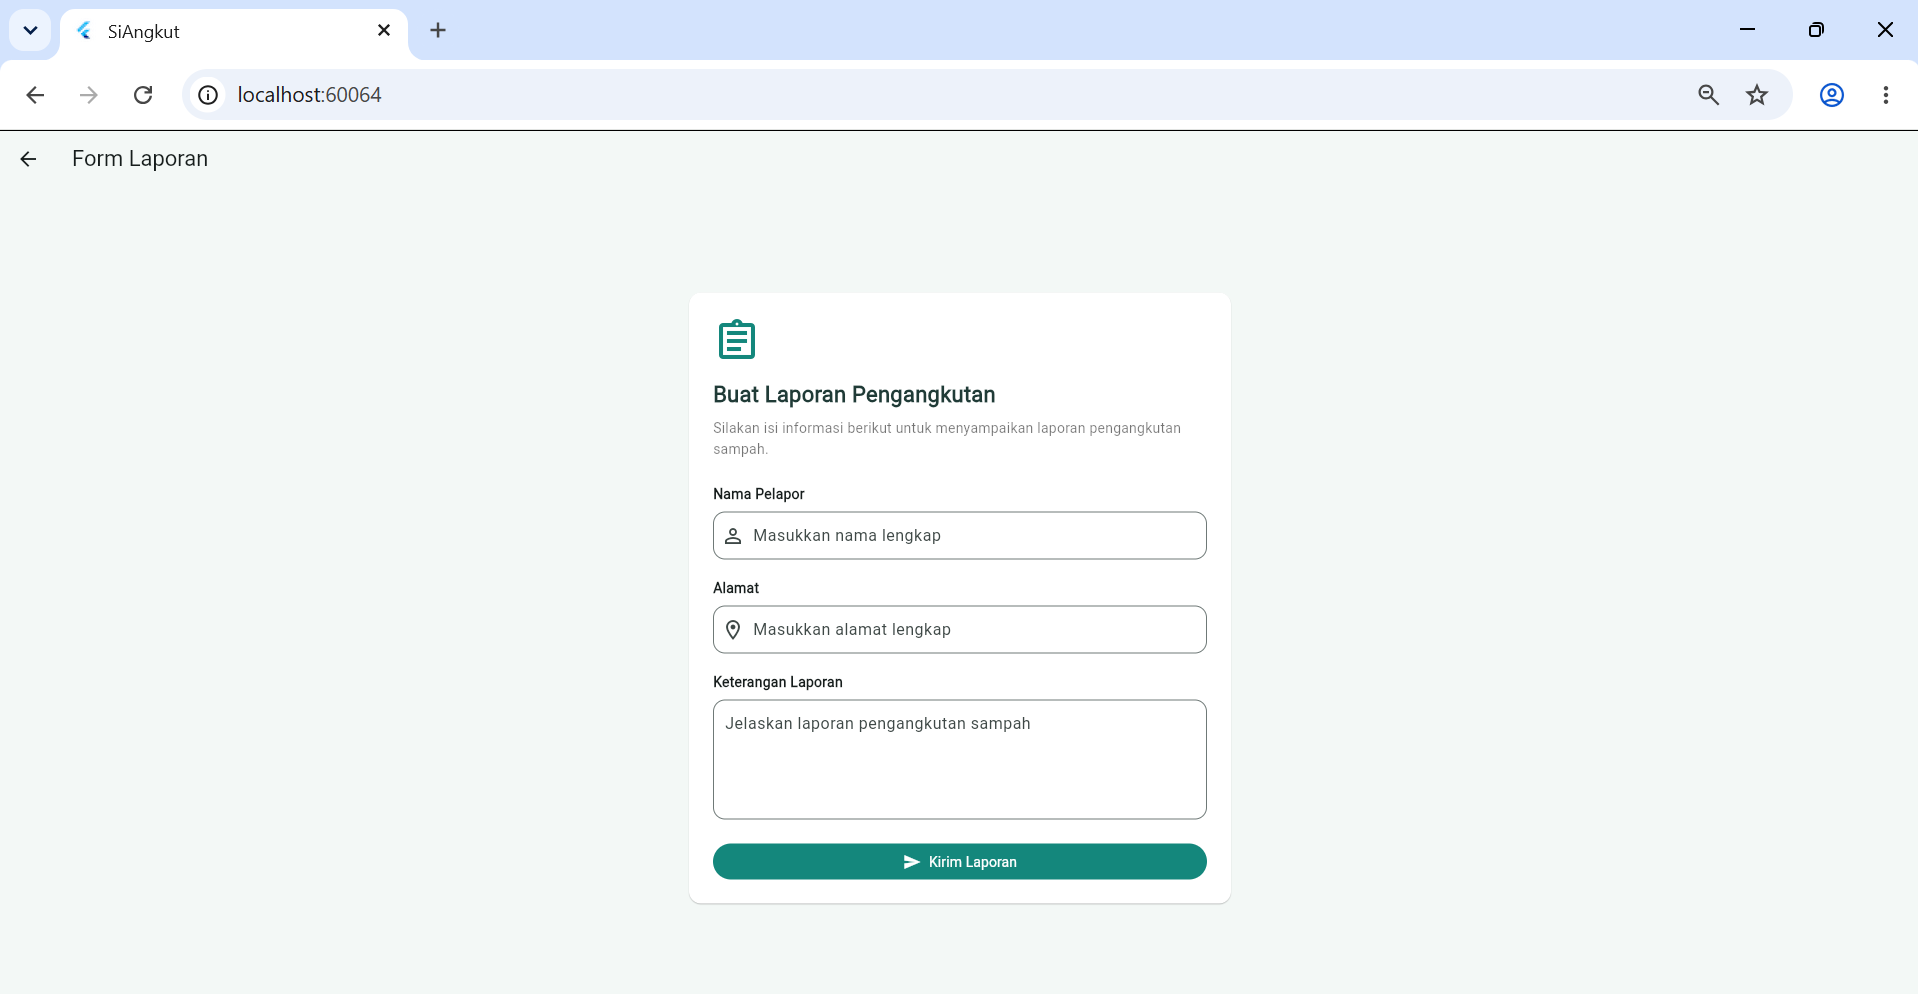 SiAngkut
localhost:60064
Form Laporan
Buat Laporan Pengangkutan
Silakan isi informasi berikut untuk menyampaikan laporan pengangkutan
sampah.
Nama Pelapor
Masukkan nama lengkap
Alamat
Masukkan alamat lengkap
Keterangan Laporan
Jelaskan laporan pengangkutan sampah
Kirim Laporan